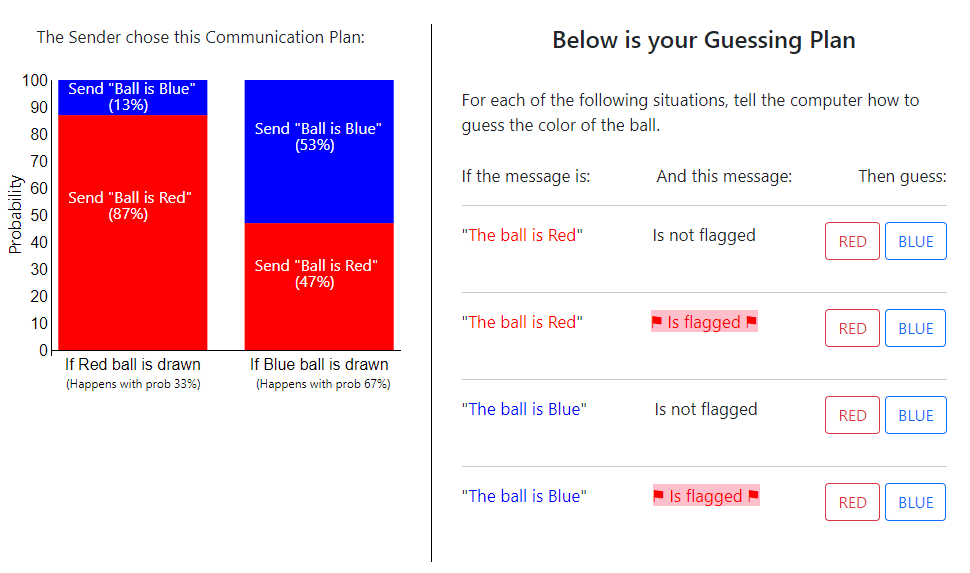 The Sender chose this Communication Plan:
100
90
80
70
60
50
40
30
20
10
0
Probability
Send "Ball is Blue"
(13%)
Send "Ball is Red"
(87%)
Send "Ball is Blue"
(53%)
Send "Ball is Red"
(47%)
If Red ball is drawn
(Happens with prob 33%)
If Blue ball is drawn
(Happens with prob 67%)
Below is your Guessing Plan
For each of the following situations, tell the computer how to
guess the color of the ball.
If the message is: And this message: Then guess:
"The ball is Red" Is not flagged RED BLUE
"The ball is Red" Is flagged RED BLUE
"The ball is Blue" Is not flagged RED BLUE
"The ball is Blue" Is flagged RED BLUE